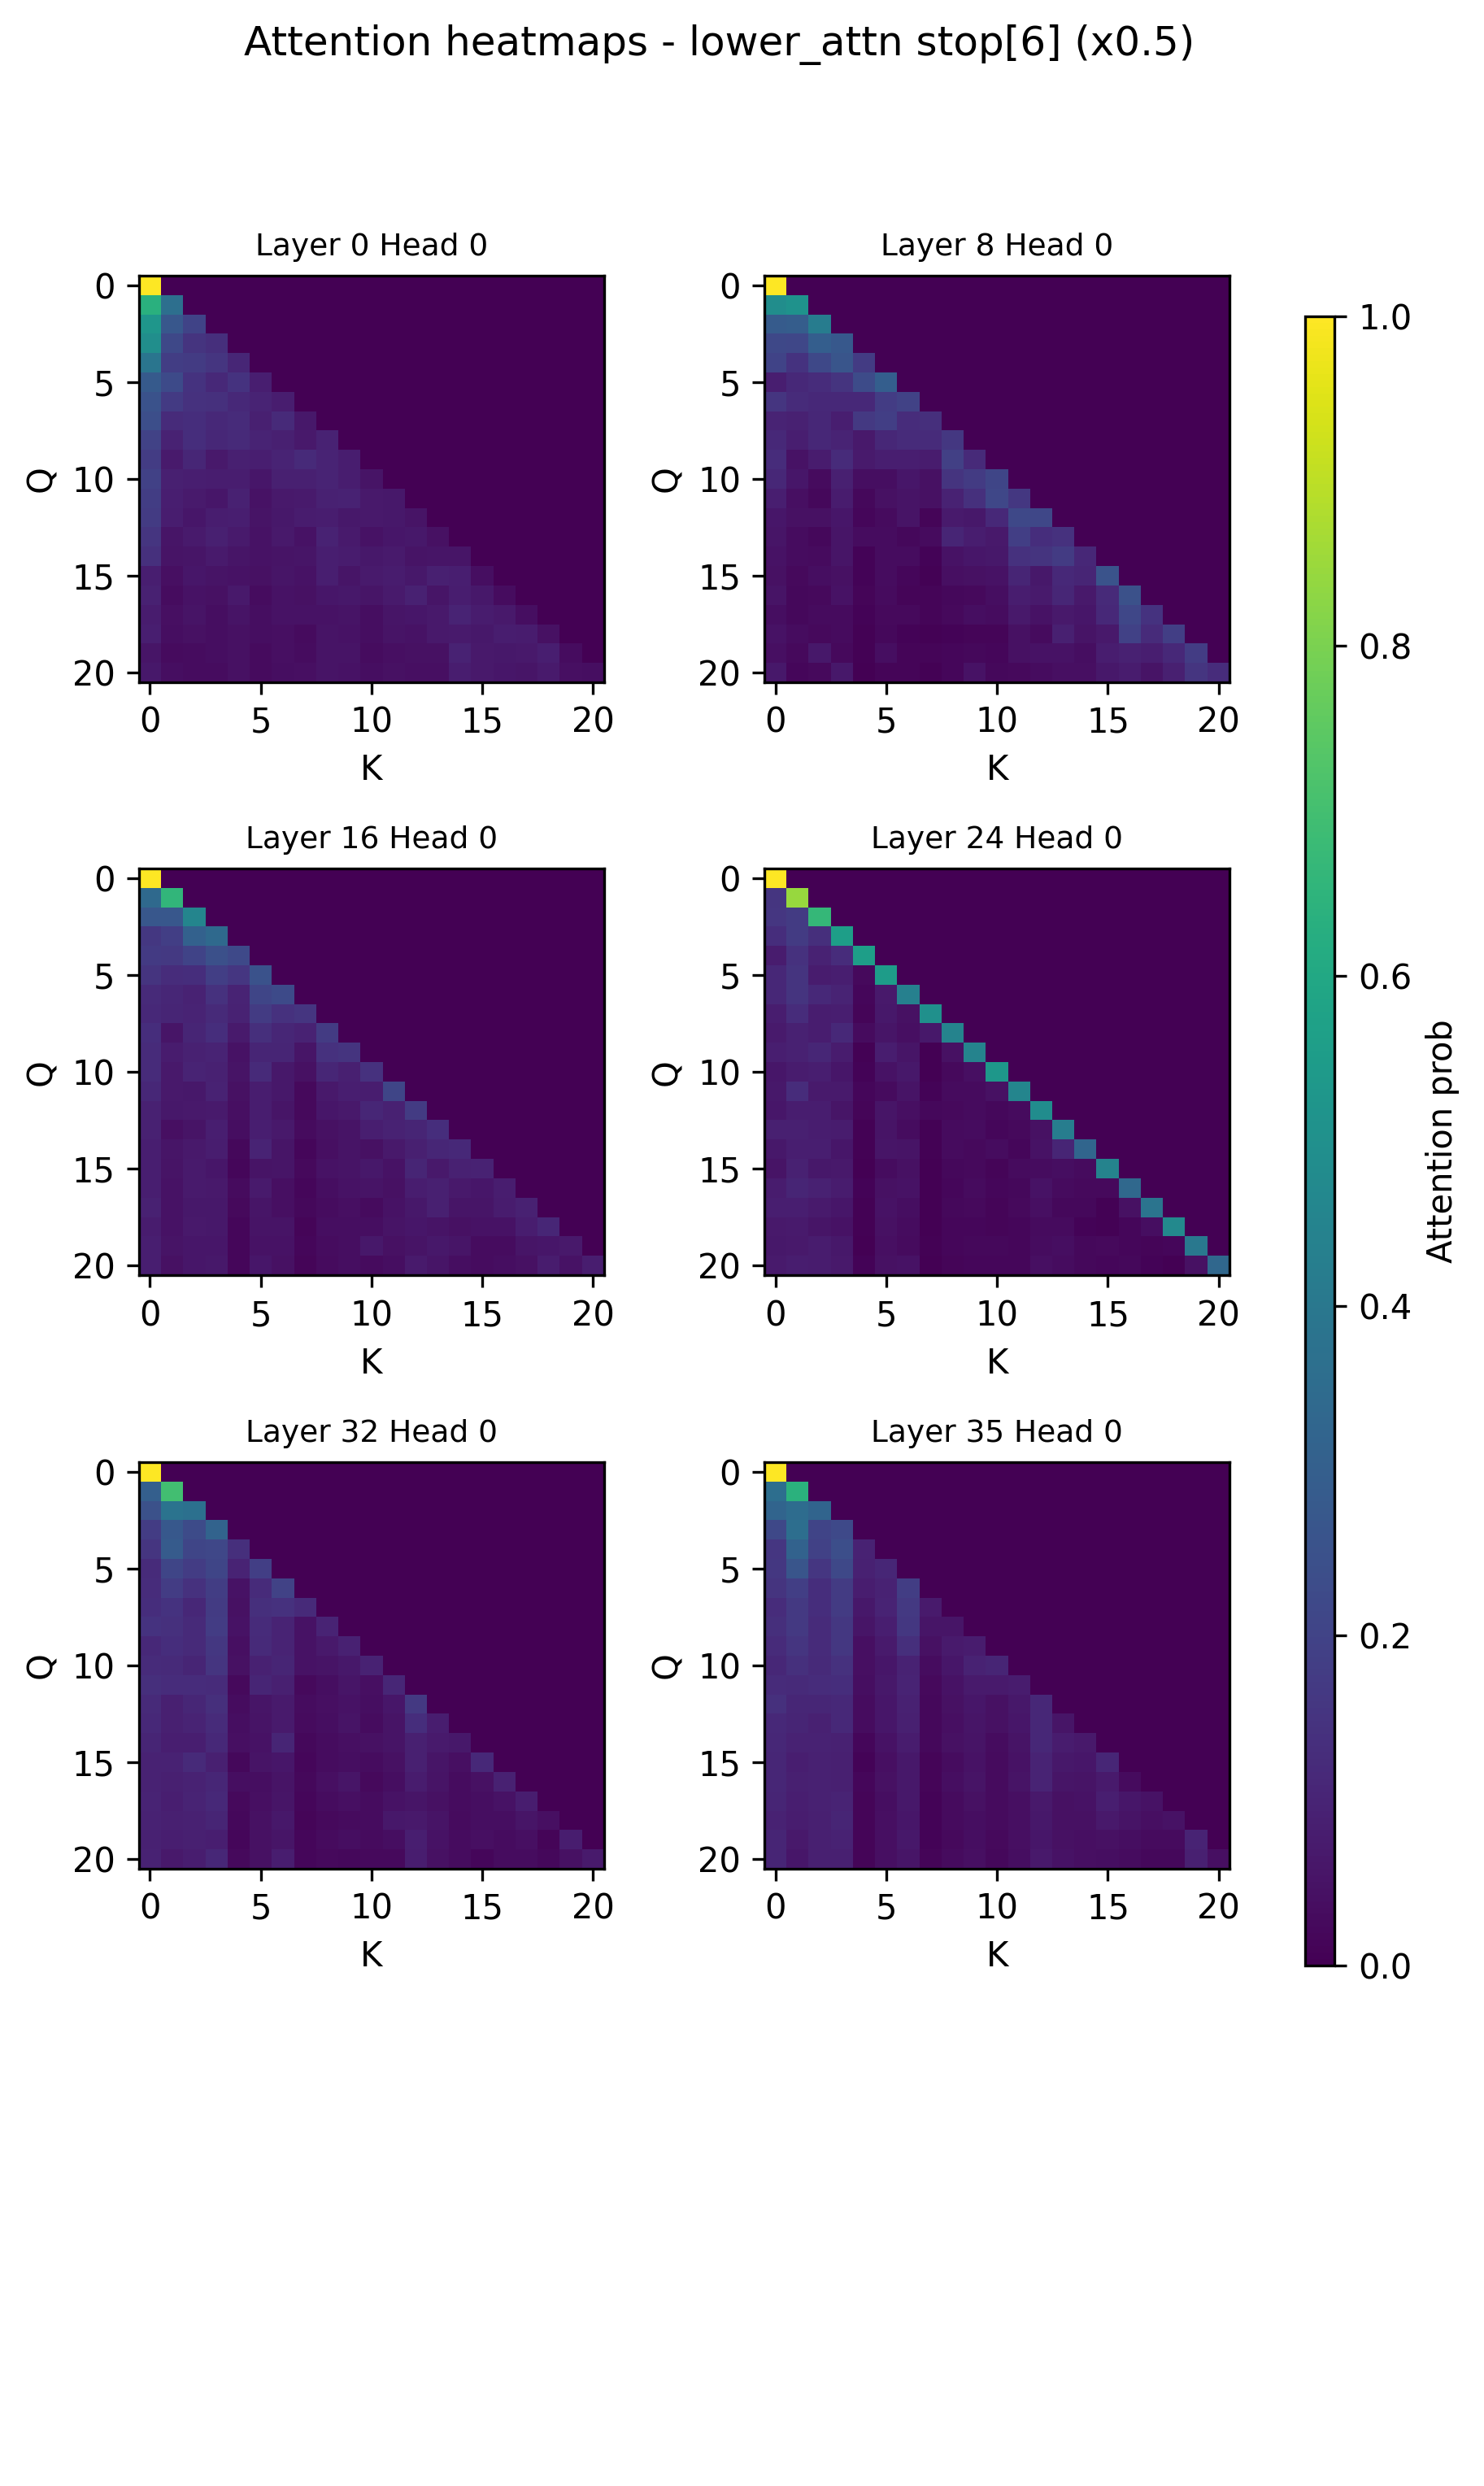 Attention heatmaps - lower_attn stop[6] (x0.5)
Layer 0 Head 0
0
5
10
15
20
Q
0 5 10 15 20
K
Layer 8 Head 0
0
5
10
15
20
Q
0 5 10 15 20
K
Layer 16 Head 0
0
5
10
15
20
Q
0 5 10 15 20
K
Layer 24 Head 0
0
5
10
15
20
Q
0 5 10 15 20
K
Layer 32 Head 0
0
5
10
15
20
Q
0 5 10 15 20
K
Layer 35 Head 0
0
5
10
15
20
Q
0 5 10 15 20
K
1.0
0.8
0.6
0.4
0.2
0.0
Attention prob